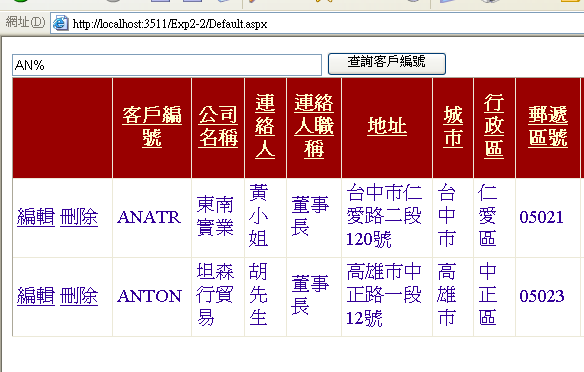 網址(D) http://localhost:3511/Exp2-2/Default.aspx
AN% 查詢客戶編號
客戶編號 公司名稱 連絡人 連絡人職稱 地址 城市 行政區 郵遞區號
編輯 刪除 ANATR 東南實業 黃小姐 董事長 台中市仁愛路二段120號 台中市 仁愛區 05021
編輯 刪除 ANTON 坦森行貿易 胡先生 董事長 高雄市中正路一段12號 高雄市 中正區 05023